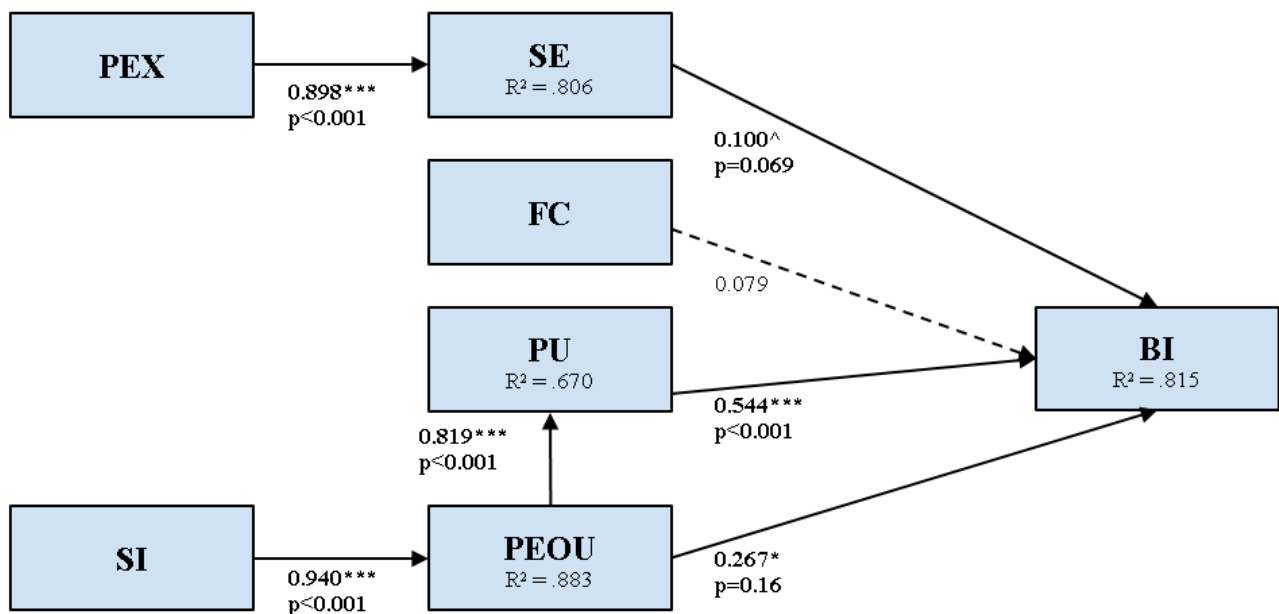 PEX
SE
R² = .806
0.898***
p<0.001
0.100^
p=0.069
FC
0.079
PU
R² = .670
BI
R² = .815
0.544***
p<0.001
0.819***
p<0.001
SI
PEOU
R² = .883
0.940***
p<0.001
0.267*
p=0.16